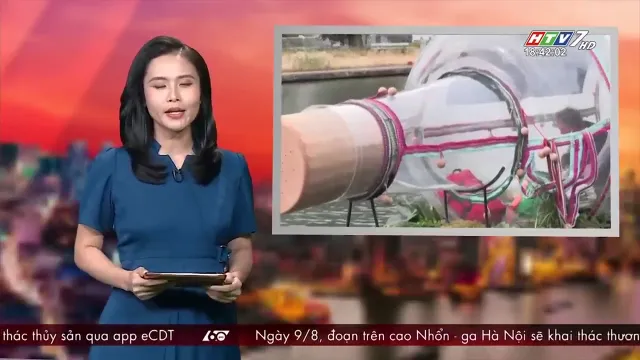 HTV7 HD
18:42:02
thác thủy sản qua app eCDT 60 Ngày 9/8, đoạn trên cao Nhổn - ga Hà Nội sẽ khai thác thươn